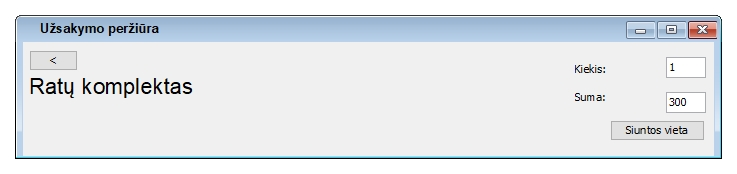 Užsakymo peržiūra
<
Ratų komplektas
Kiekis: 1
Suma: 300
Siuntos vieta